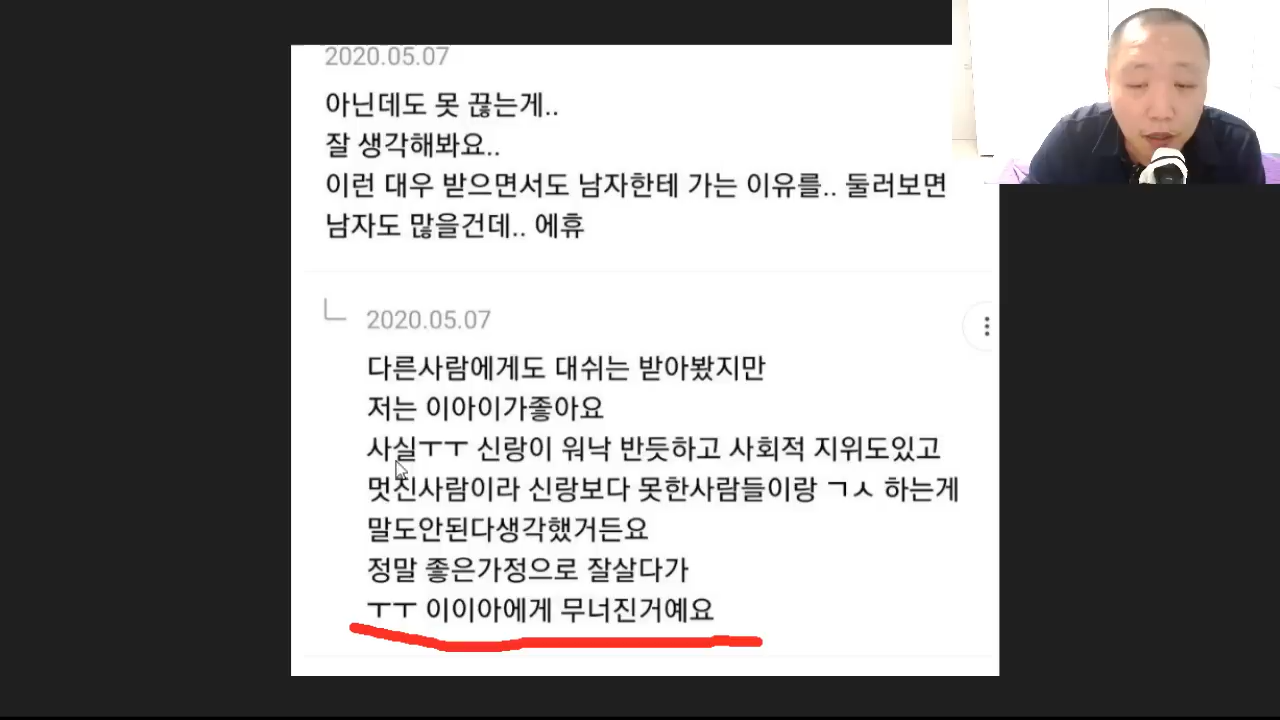 2020.05.07
아닌데도 못 끊는게..
잘 생각해봐요..
이런 대우 받으면서도 남자한테 가는 이유를.. 둘러보면
남자도 많을건데.. 에휴
2020.05.07
다른사람에게도 대쉬는 받아봤지만
저는 이아이가좋아요
사실ㅜㅜ 신랑이 워낙 반듯하고 사회적 지위도있고
멋진사람이라 신랑보다 못한사람들이랑 ㄱㅅ 하는게
말도안된다생각했거든요
정말 좋은가정으로 잘살다가
ㅜㅜ 이이아에게 무너진거예요